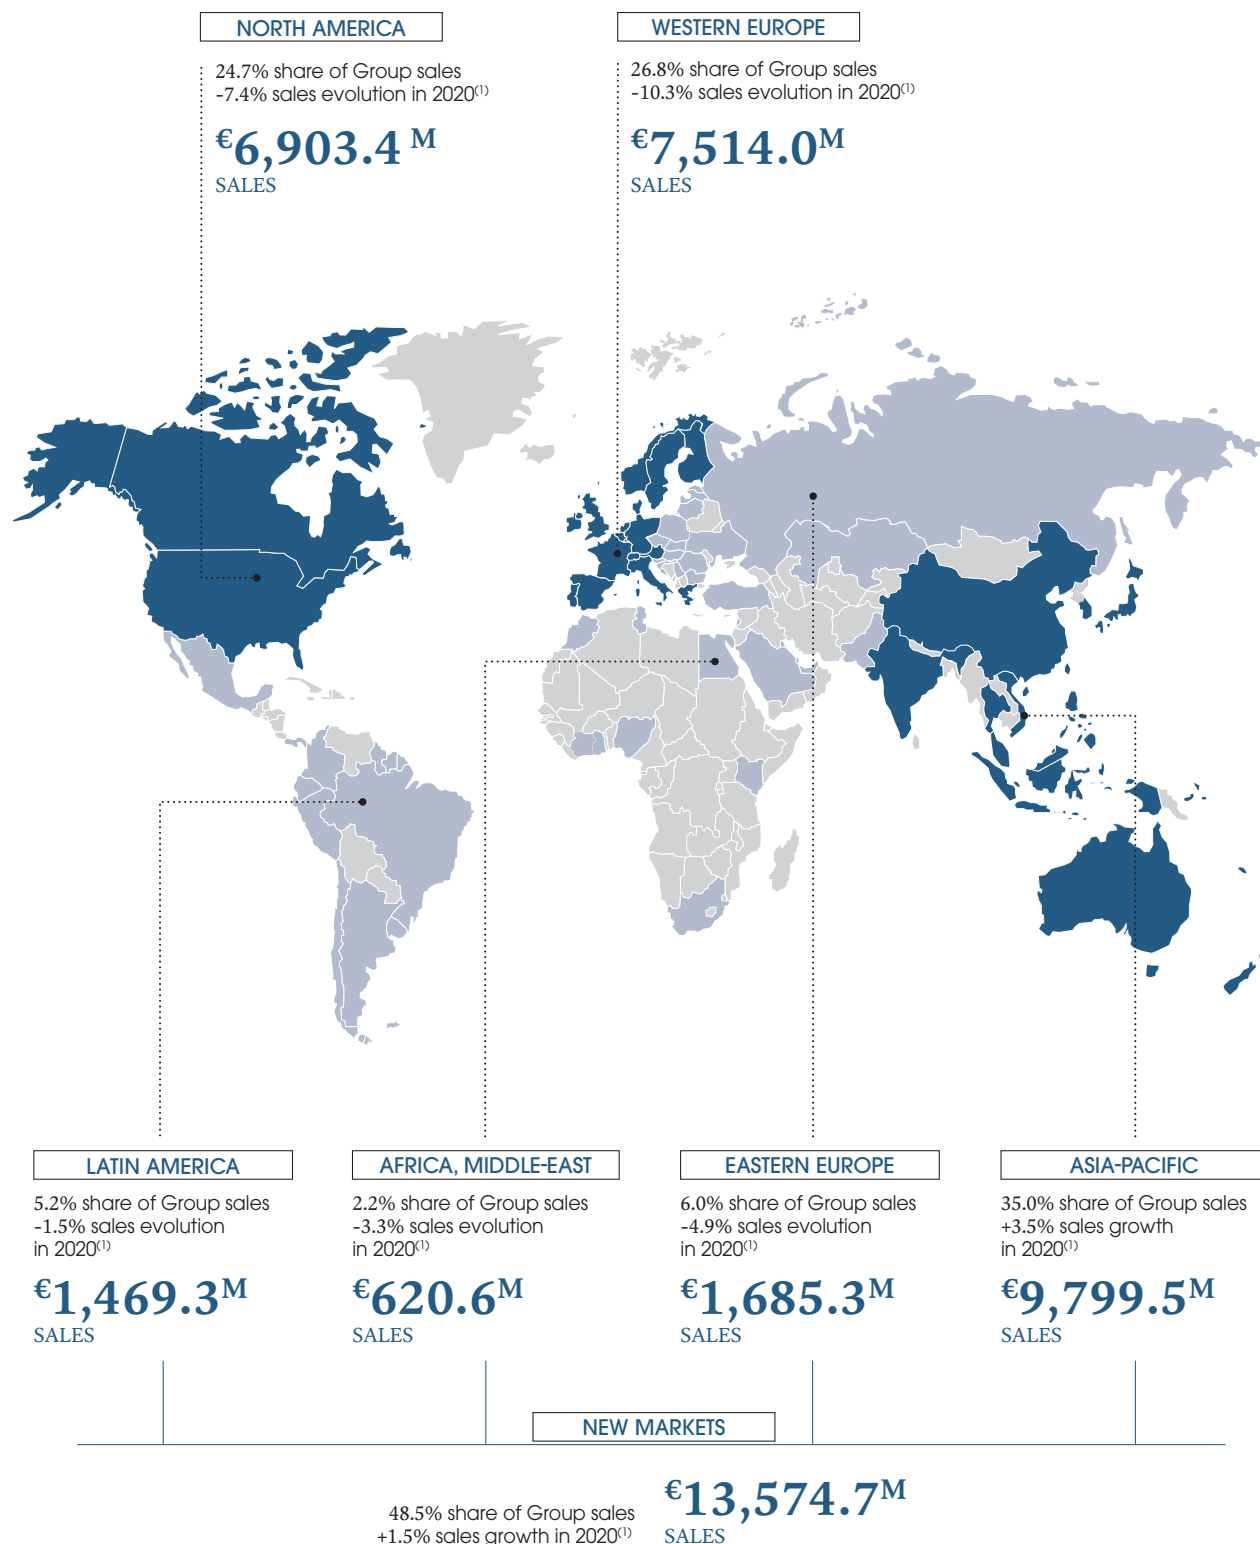 NORTH AMERICA
24.7% share of Group sales
-7.4% sales evolution in 2020(1)
€6,903.4 M
SALES
WESTERN EUROPE
26.8% share of Group sales
-10.3% sales evolution in 2020(1)
€7,514.0M
SALES
LATIN AMERICA
5.2% share of Group sales
-1.5% sales evolution
in 2020(1)
€1,469.3M
SALES
AFRICA, MIDDLE-EAST
2.2% share of Group sales
-3.3% sales evolution
in 2020(1)
€620.6M
SALES
EASTERN EUROPE
6.0% share of Group sales
-4.9% sales evolution
in 2020(1)
€1,685.3M
SALES
ASIA-PACIFIC
35.0% share of Group sales
+3.5% sales growth
in 2020(1)
€9,799.5M
SALES
NEW MARKETS
48.5% share of Group sales
+1.5% sales growth in 2020(1)
€13,574.7M
SALES